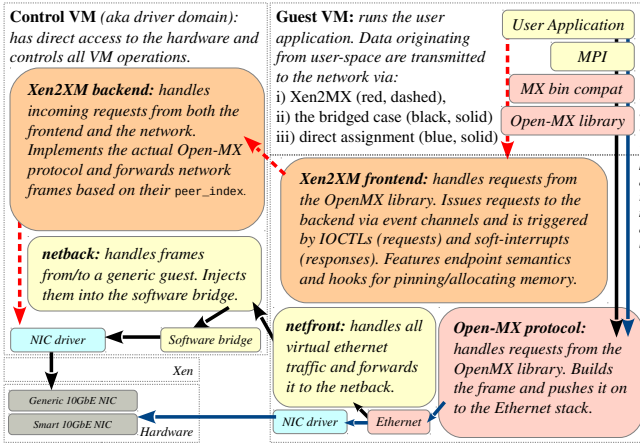 Control VM (aka driver domain):
has direct access to the hardware and
controls all VM operations.
Xen2XM backend: handles
incoming requests from both the
frontend and the network.
Implements the actual Open-MX
protocol and forwards network
frames based on their peer_index.
netback: handles frames
from/to a generic guest. Injects
them into the software bridge.
NIC driver
Software bridge
Xen
Generic 10GbE NIC
Smart 10GbE NIC
Hardware
Guest VM: runs the user
application. Data originating
from user-space are transmitted
to the network via:
i) Xen2MX (red, dashed),
ii) the bridged case (black, solid)
iii) direct assignment (blue, solid)
User Application
MPI
MX bin compat
Open-MX library
Xen2XM frontend: handles requests from
the OpenMX library. Issues requests to the
backend via event channels and is triggered
by IOCTLs (requests) and soft-interrupts
(responses). Features endpoint semantics
and hooks for pinning/allocating memory.
netfront: handles all
virtual ethernet
traffic and forwards
it to the netback.
Open-MX protocol:
handles requests from the
OpenMX library. Builds
the frame and pushes it on
to the Ethernet stack.
NIC driver
Ethernet